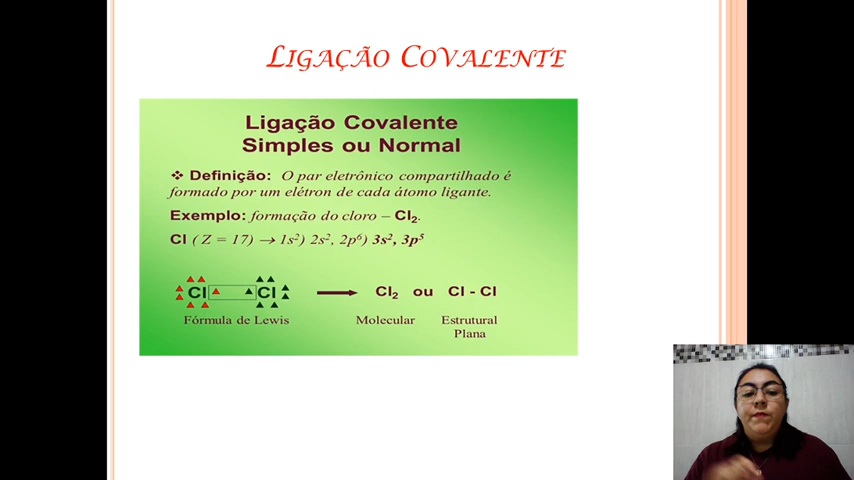 LIGAÇÃO COVALENTE
Ligação Covalente
Simples ou Normal
❖ Definição: O par eletrônico compartilhado é
formado por um elétron de cada átomo ligante.
Exemplo: formação do cloro – Cl₂.
Cl ( Z = 17) → 1s²) 2s², 2p⁶) 3s², 3p⁵
Cl Cl → Cl₂ ou Cl - Cl
Fórmula de Lewis Molecular Estrutural
Plana